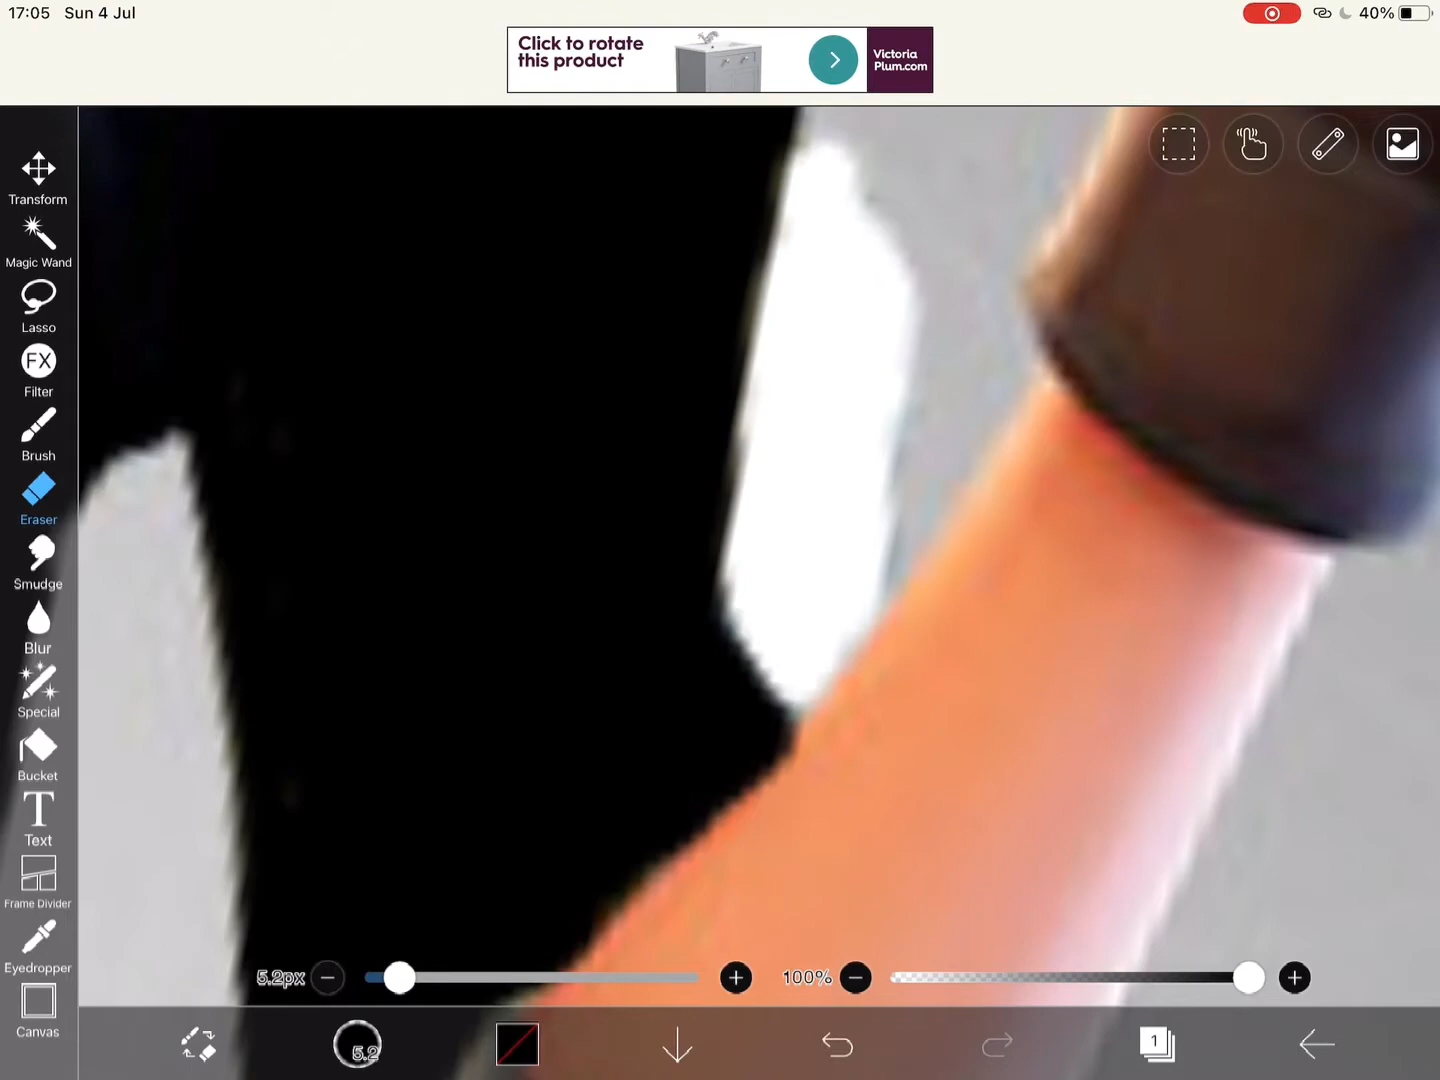 17:05 Sun 4 Jul
40%
Click to rotate
this product
Victoria
Plum.com
Transform
Magic Wand
Lasso
FX
Filter
Brush
Eraser
Smudge
Blur
Special
Bucket
T
Text
Frame Divider
Eyedropper
Canvas
5.2px
100%
5.2
1